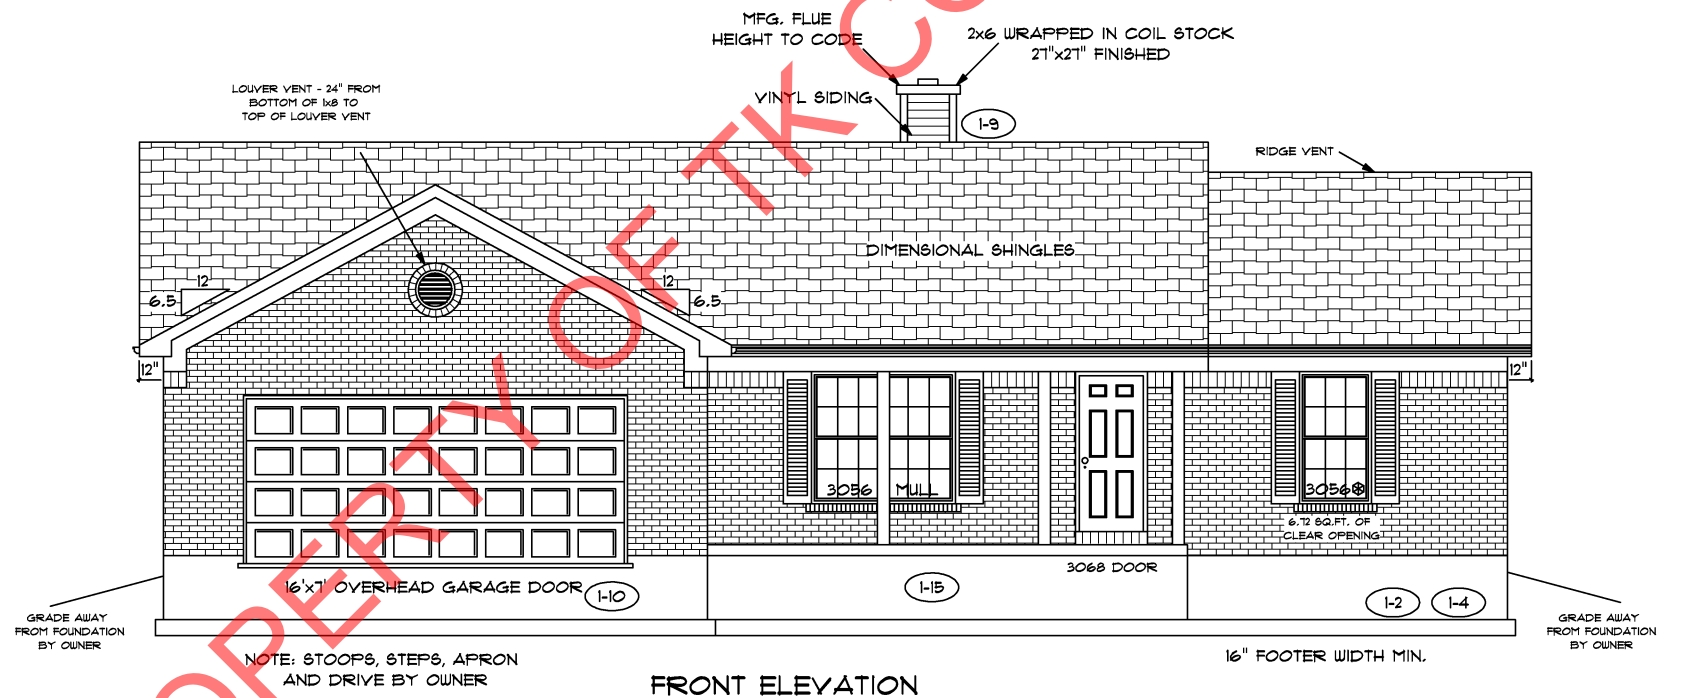 MFG. FLUE
HEIGHT TO CODE
2x6 WRAPPED IN COIL STOCK
27"x27" FINISHED
LOUVER VENT - 24" FROM
BOTTOM OF 1x8 TO
TOP OF LOUVER VENT
VINYL SIDING
1-9
RIDGE VENT
DIMENSIONAL SHINGLES
12
6.5
12
6.5
12"
12"
3056 MULL
3056
6.72 SQ.FT. OF
CLEAR OPENING
3068 DOOR
16'x7' OVERHEAD GARAGE DOOR
1-10
1-15
1-2
1-4
GRADE AWAY
FROM FOUNDATION
BY OWNER
GRADE AWAY
FROM FOUNDATION
BY OWNER
NOTE: STOOPS, STEPS, APRON
AND DRIVE BY OWNER
16" FOOTER WIDTH MIN.
FRONT ELEVATION
PROPERTY OF TK CO